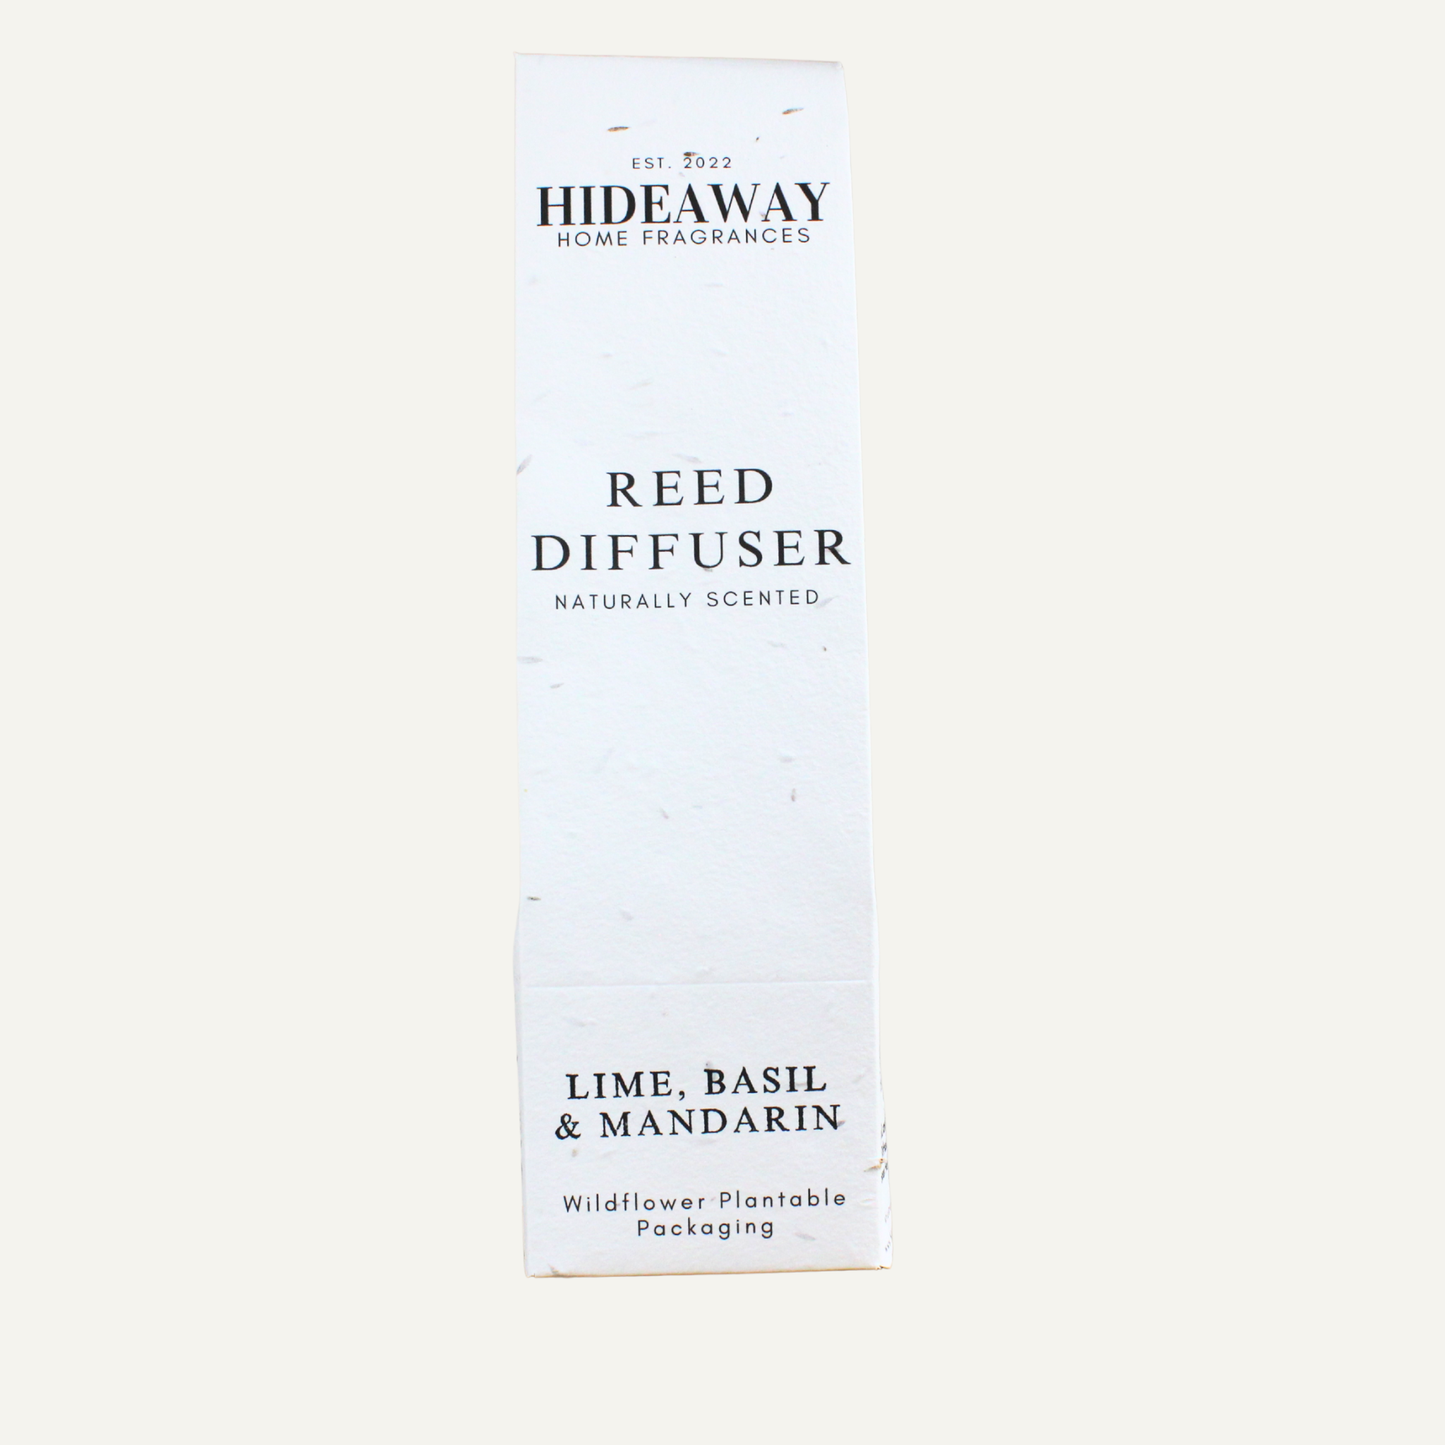 EST. 2022
HIDEAWAY
HOME FRAGRANCES
REED
DIFFUSER
NATURALLY SCENTED
LIME, BASIL
& MANDARIN
Wildflower Plantable
Packaging